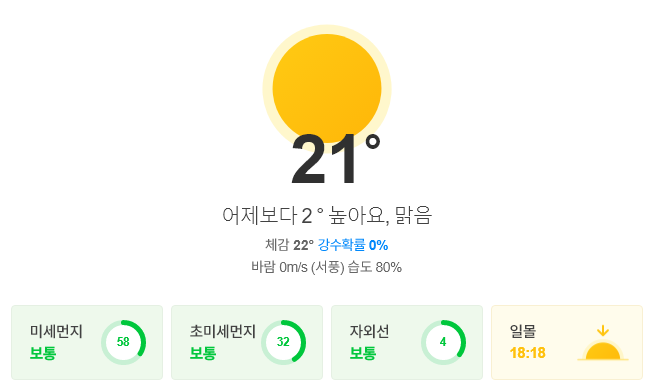 21°
어제보다 2 ° 높아요, 맑음
체감 22° 강수확률 0%
바람 0m/s (서풍) 습도 80%
미세먼지
보통
58
초미세먼지
보통
32
자외선
보통
4
일몰
18:18